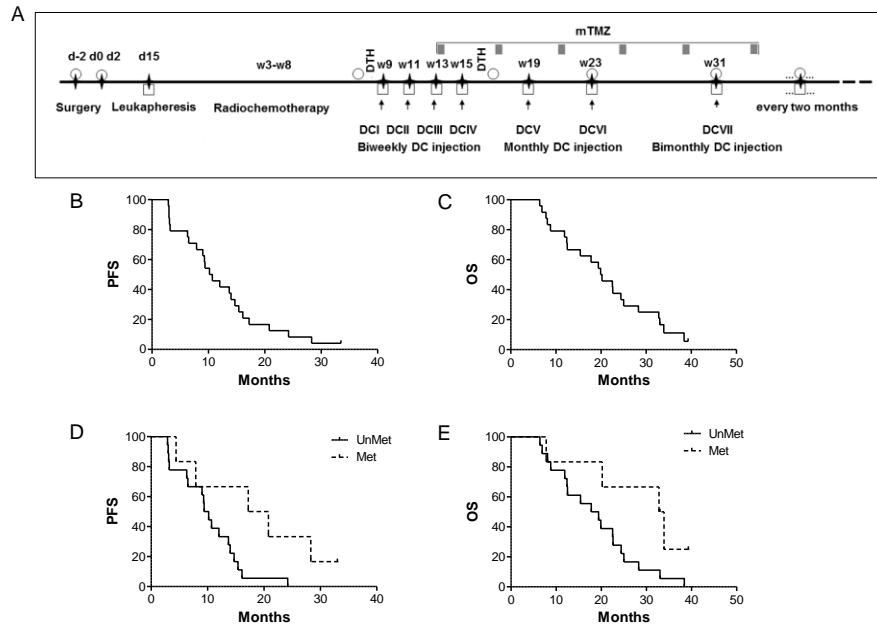 A
mTMZ
d-2 d0 d2 d15 w3-w8 DTH w9 w11 w13 w15 DTH w19 w23 w31
Surgery Leukapheresis Radiochemotherapy every two months
DCI DCII DCIII DCIV DCV DCVI DCVII
Biweekly DC injection Monthly DC injection Bimonthly DC injection
B
PFS
100
80
60
40
20
0
0 10 20 30 40
Months
C
OS
100
80
60
40
20
0
0 10 20 30 40 50
Months
D
PFS
100
80
60
40
20
0
0 10 20 30 40
Months
UnMet
Met
E
OS
100
80
60
40
20
0
0 10 20 30 40 50
Months
UnMet
Met